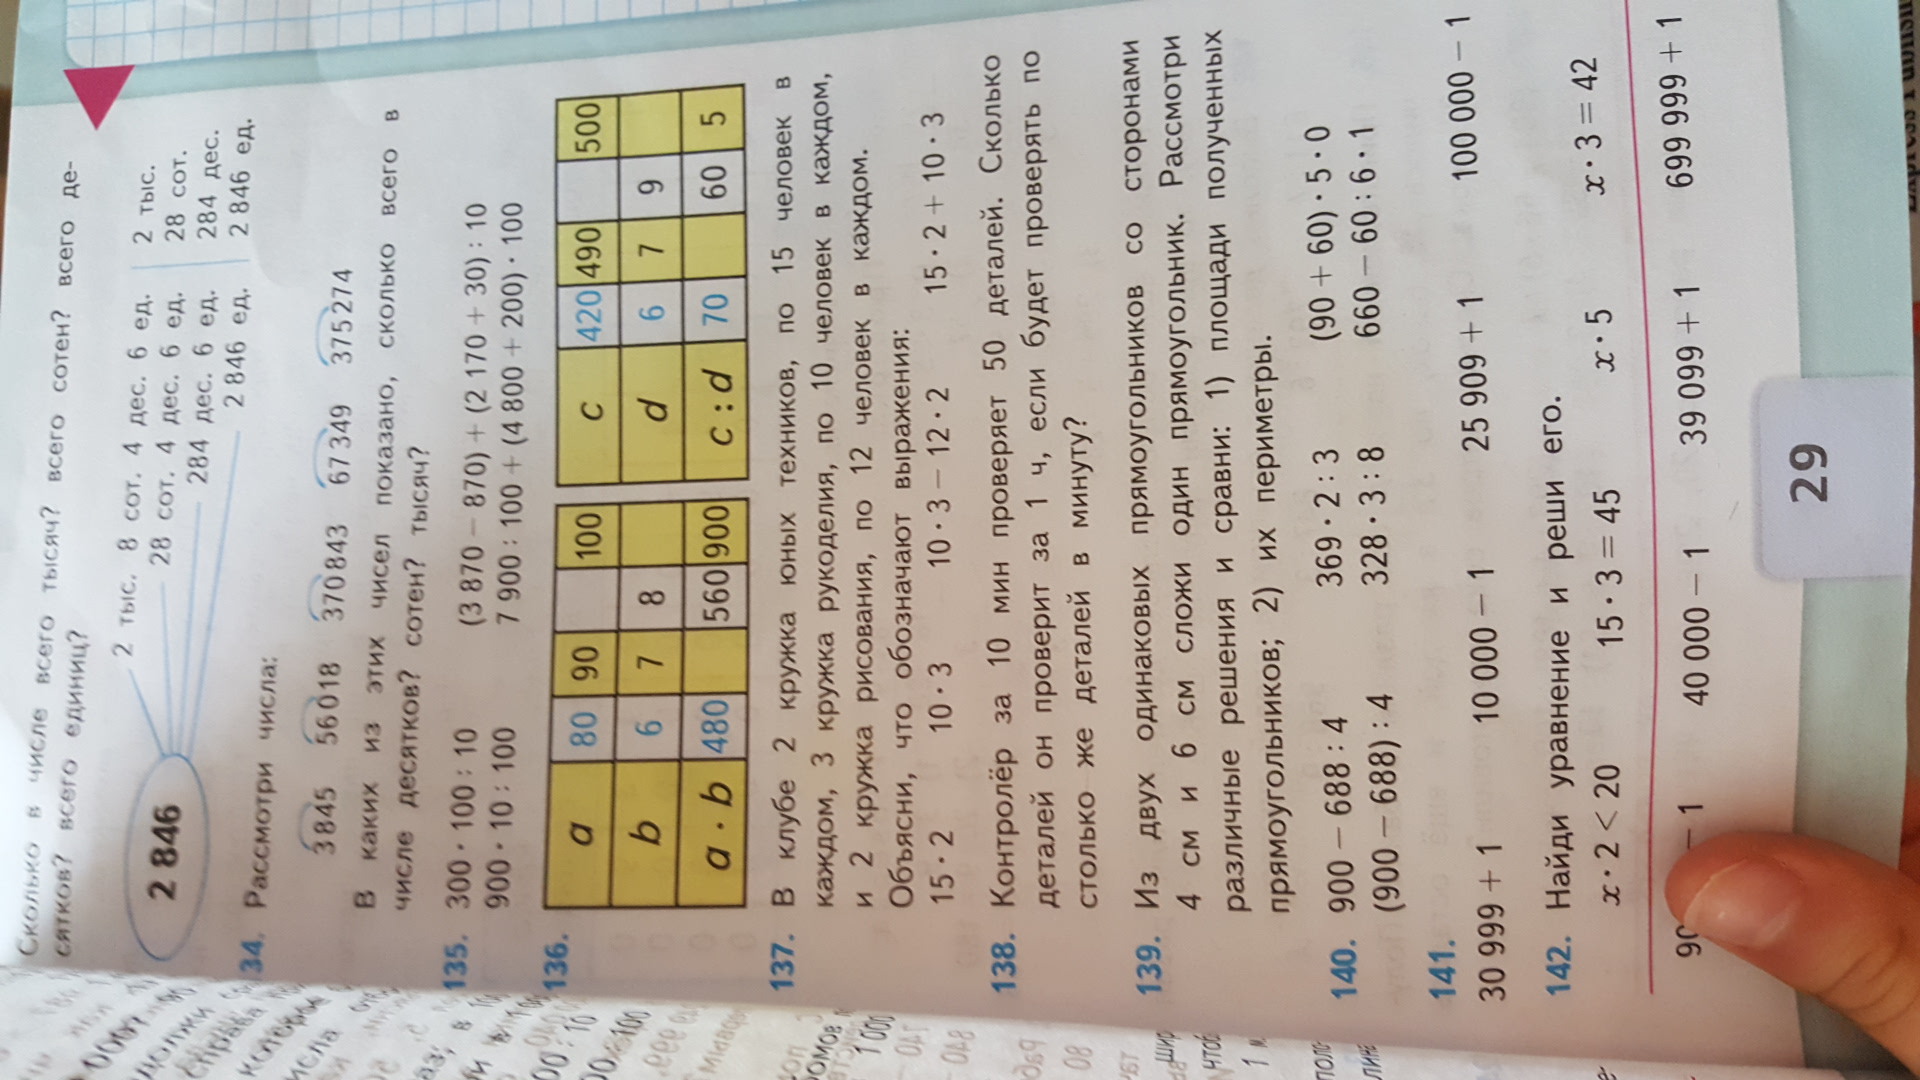 Сколько в числе всего тысяч? всего сотен? всего де-
сятков? всего единиц?
2 846
2 тыс. 8 сот. 4 дес. 6 ед. 2 тыс.
28 сот. 4 дес. 6 ед. 28 сот.
284 дес. 6 ед. 284 дес.
2 846 ед. 2 846 ед.
34. Рассмотри числа:
3845 56018 370843 67349 375274
В каких из этих чисел показано, сколько всего в
числе десятков? сотен? тысяч?
135. 300 · 100 : 10 (3 870 − 870) + (2 170 + 30) : 10
900 · 10 : 100 7 900 : 100 + (4 800 + 200) · 100
136.
a 80 90 100
b 6 7 8
a · b 480 560 900
c 420 490 500
d 6 7 9
c : d 70 60 5
137. В клубе 2 кружка юных техников, по 15 человек в
каждом, 3 кружка рукоделия, по 10 человек в каждом,
и 2 кружка рисования, по 12 человек в каждом.
Объясни, что обозначают выражения:
15 · 2 10 · 3 10 · 3 − 12 · 2 15 · 2 + 10 · 3
138. Контролёр за 10 мин проверяет 50 деталей. Сколько
деталей он проверит за 1 ч, если будет проверять по
столько же деталей в минуту?
139. Из двух одинаковых прямоугольников со сторонами
4 см и 6 см сложи один прямоугольник. Рассмотри
различные решения и сравни: 1) площади полученных
прямоугольников; 2) их периметры.
140. 900 − 688 : 4 369 · 2 : 3 (90 + 60) · 5 · 0
(900 − 688) : 4 328 · 3 : 8 660 − 60 : 6 · 1
141.
30 999 + 1 10 000 − 1 25 909 + 1 100 000 − 1
142. Найди уравнение и реши его.
x · 2 < 20 15 · 3 = 45 x · 5 x · 3 = 42
− 1 40 000 − 1 39 099 + 1 699 999 + 1
29